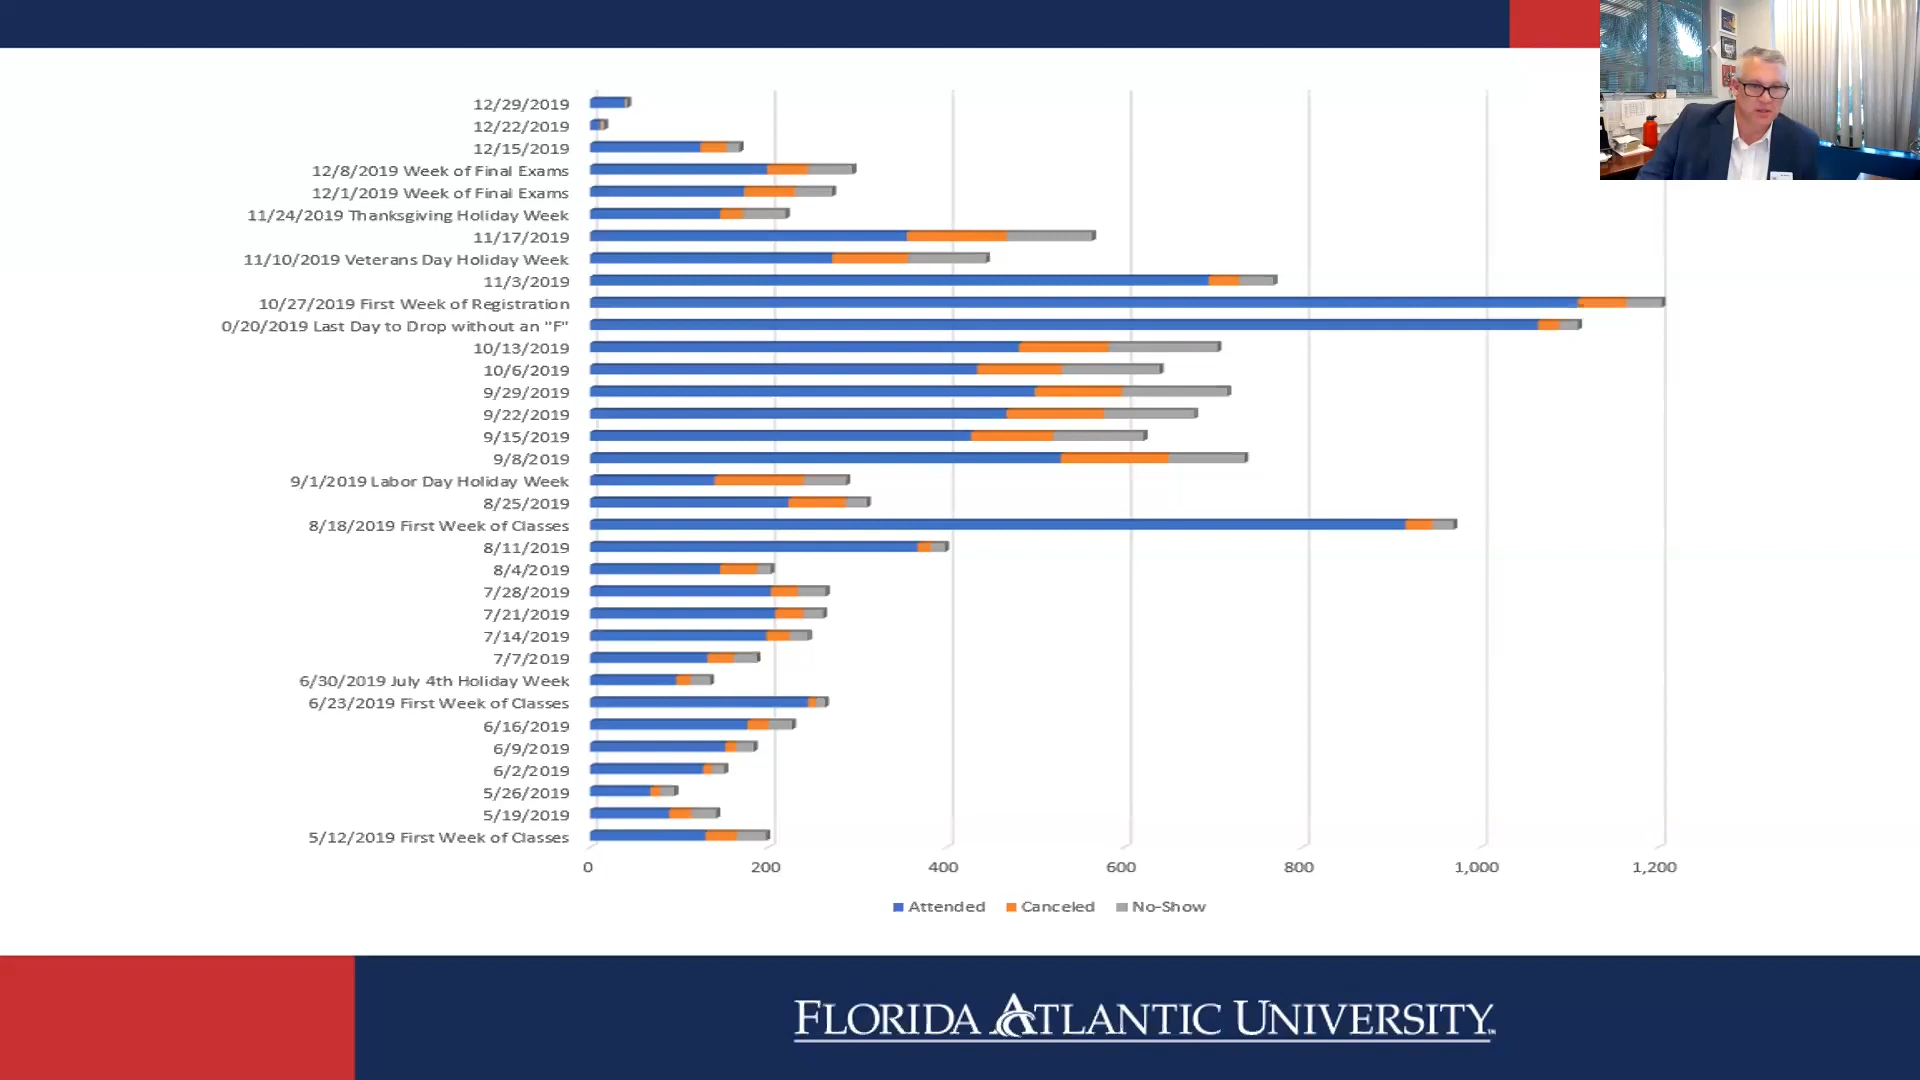 12/29/2019
12/22/2019
12/15/2019
12/8/2019 Week of Final Exams
12/1/2019 Week of Final Exams
11/24/2019 Thanksgiving Holiday Week
11/17/2019
11/10/2019 Veterans Day Holiday Week
11/3/2019
10/27/2019 First Week of Registration
0/20/2019 Last Day to Drop without an "F"
10/13/2019
10/6/2019
9/29/2019
9/22/2019
9/15/2019
9/8/2019
9/1/2019 Labor Day Holiday Week
8/25/2019
8/18/2019 First Week of Classes
8/11/2019
8/4/2019
7/28/2019
7/21/2019
7/14/2019
7/7/2019
6/30/2019 July 4th Holiday Week
6/23/2019 First Week of Classes
6/16/2019
6/9/2019
6/2/2019
5/26/2019
5/19/2019
5/12/2019 First Week of Classes
0 200 400 600 800 1,000 1,200
Attended Canceled No-Show
FLORIDA ATLANTIC UNIVERSITY